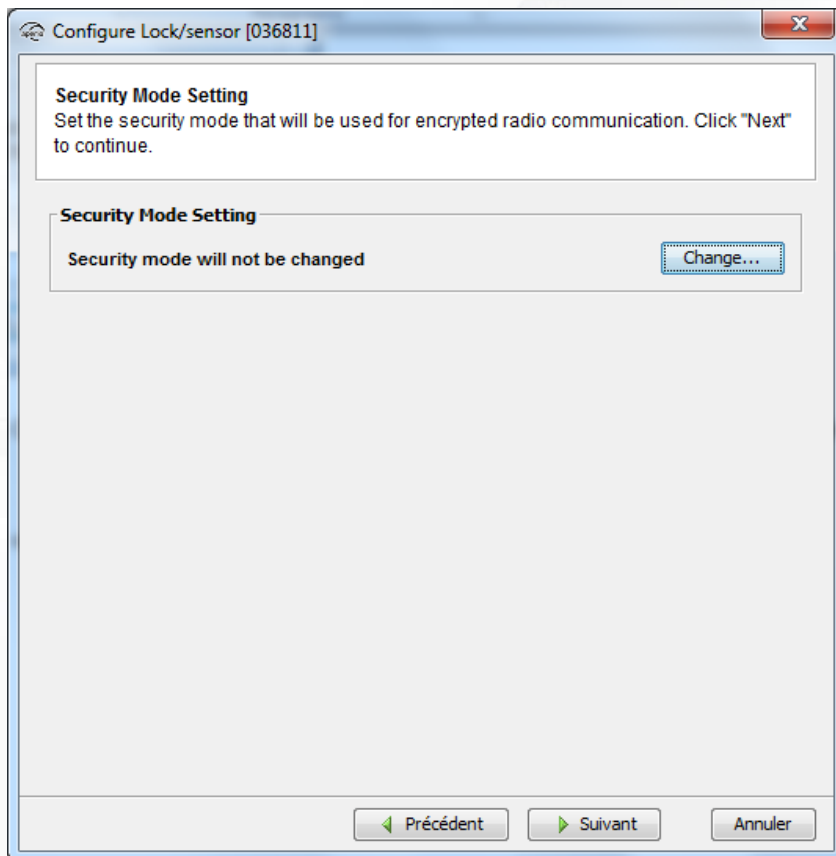 Configure Lock/sensor [036811]
Security Mode Setting
Set the security mode that will be used for encrypted radio communication. Click "Next"
to continue.
Security Mode Setting
Security mode will not be changed
Change...
Précédent
Suivant
Annuler